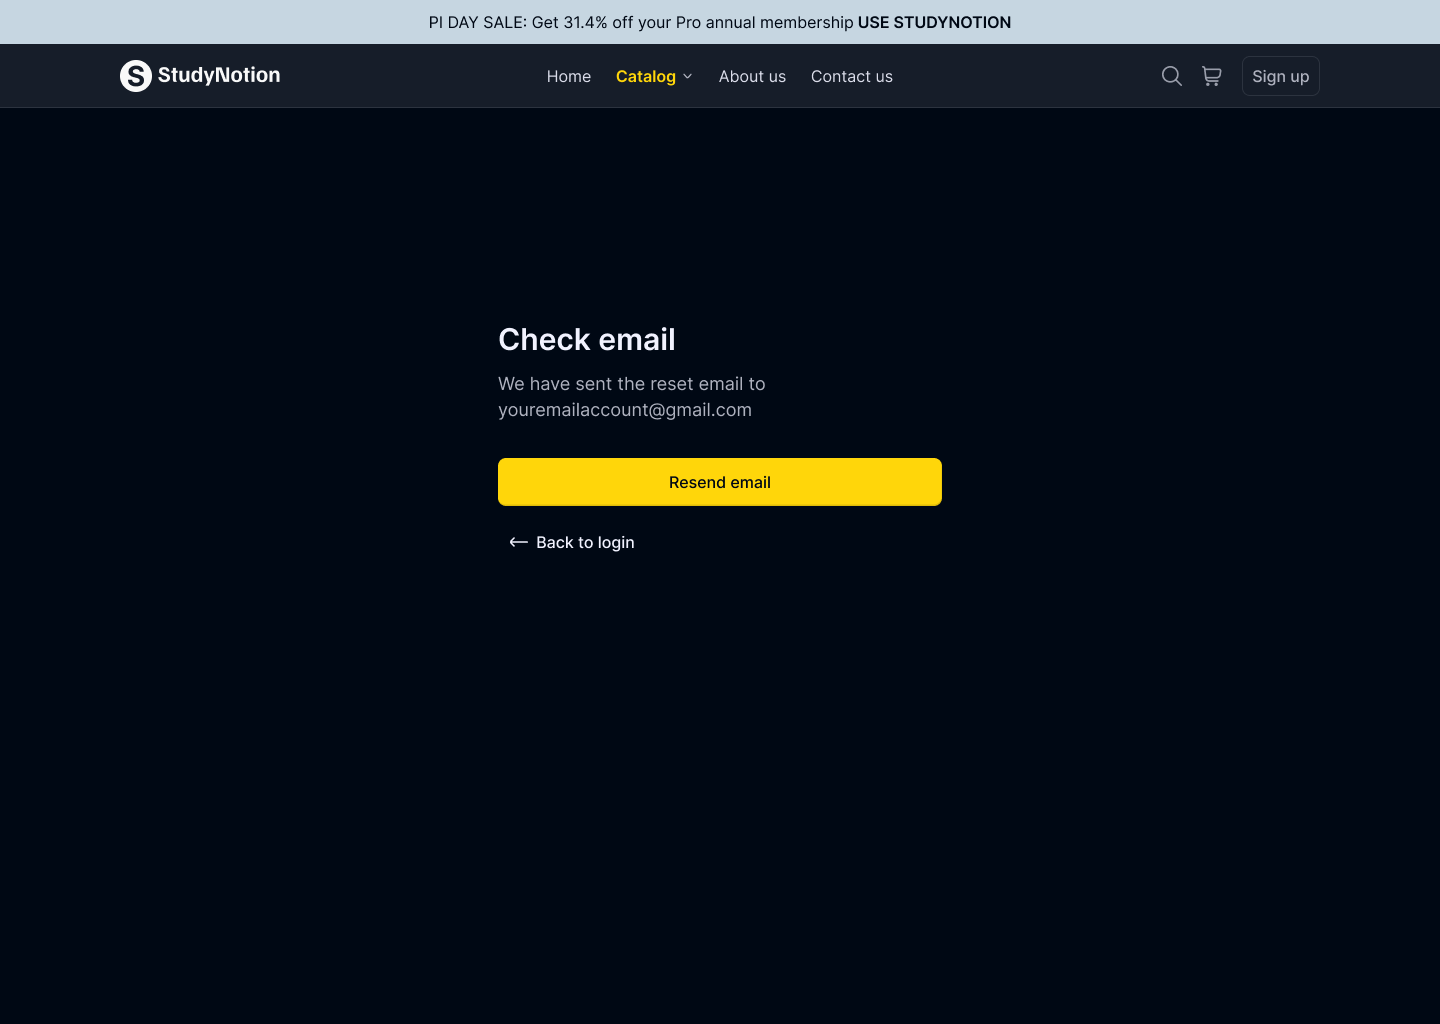 PI DAY SALE: Get 31.4% off your Pro annual membership USE STUDYNOTION
S StudyNotion
Home
Catalog
About us
Contact us
Sign up
Check email
We have sent the reset email to
youremailaccount@gmail.com
Resend email
Back to login